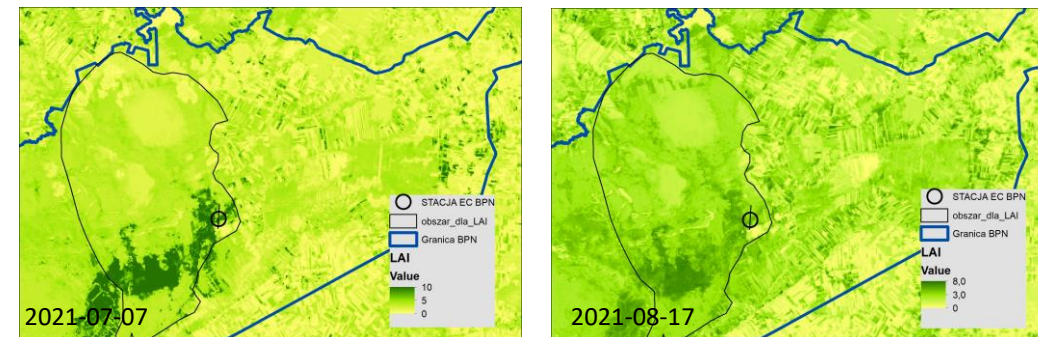 STACJA EC BPN
obszar_dla_LAI
Granica BPN
LAI
Value
10
5
0
2021-07-07
STACJA EC BPN
obszar_dla_LAI
Granica BPN
LAI
Value
8,0
3,0
0
2021-08-17